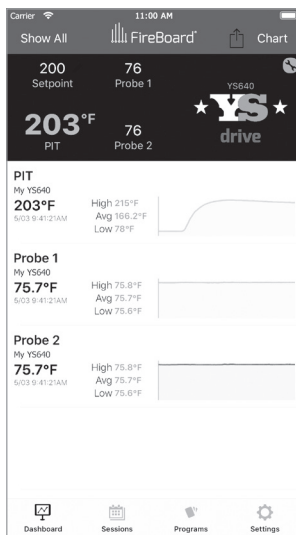 Carrier 11:00 AM
Show All FireBoard® Chart
200 76
Setpoint Probe 1
YS640
203°F 76 YS
PIT Probe 2 drive
PIT
My YS640
203°F High 215°F
5/03 9:41:21AM Avg 166.2°F
Low 78°F
Probe 1
My YS640
75.7°F High 75.8°F
5/03 9:41:21AM Avg 75.7°F
Low 75.6°F
Probe 2
My YS640
75.7°F High 75.8°F
5/03 9:41:21AM Avg 75.7°F
Low 75.6°F
Dashboard Sessions Programs Settings